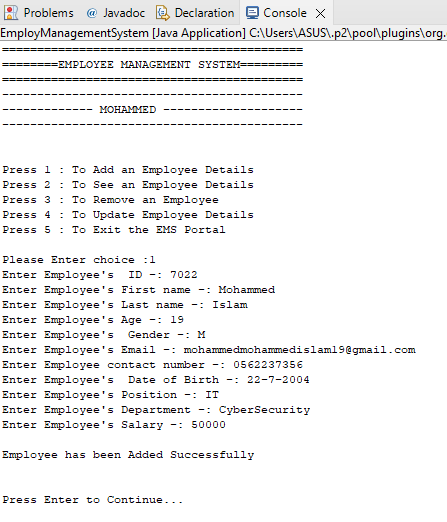 Problems @ Javadoc Declaration Console
EmployManagementSystem [Java Application] C:\Users\ASUS\.p2\pool\plugins\org.
===========================================
========EMPLOYEE MANAGEMENT SYSTEM=========
===========================================
-------------------------------------------
------------- MOHAMMED --------------------
-------------------------------------------
Press 1 : To Add an Employee Details
Press 2 : To See an Employee Details
Press 3 : To Remove an Employee
Press 4 : To Update Employee Details
Press 5 : To Exit the EMS Portal
Please Enter choice :1
Enter Employee's  ID -: 7022
Enter Employee's First name -: Mohammed
Enter Employee's Last name -: Islam
Enter Employee's Age -: 19
Enter Employee's  Gender -: M
Enter Employee's Email -: mohammedmohammedislam19@gmail.com
Enter Employee contact number -: 0562237356
Enter Employee's  Date of Birth -: 22-7-2004
Enter Employee's Position -: IT
Enter Employee's Department -: CyberSecurity
Enter Employee's Salary -: 50000
Employee has been Added Successfully
Press Enter to Continue...